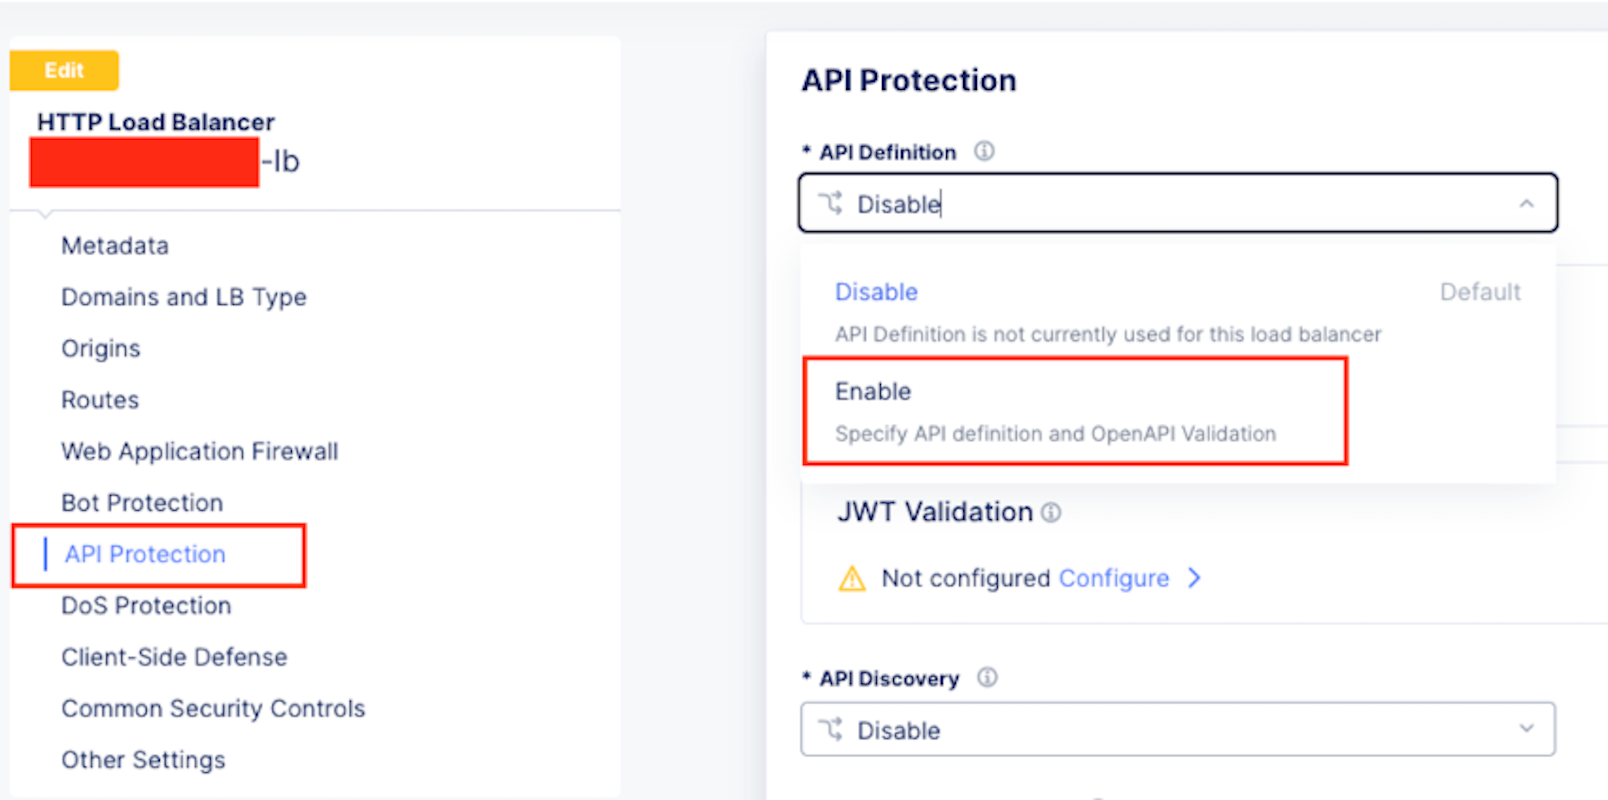 Edit
HTTP Load Balancer
-lb
Metadata
Domains and LB Type
Origins
Routes
Web Application Firewall
Bot Protection
API Protection
DoS Protection
Client-Side Defense
Common Security Controls
Other Settings
API Protection
* API Definition
Disable
Disable Default
API Definition is not currently used for this load balancer
Enable
Specify API definition and OpenAPI Validation
JWT Validation
Not configured Configure
* API Discovery
Disable